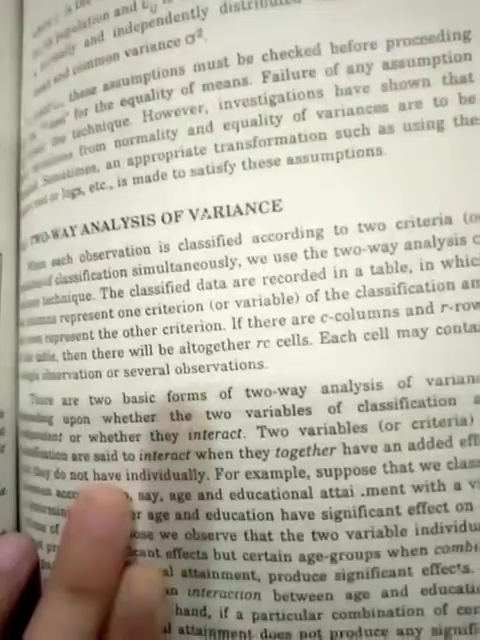 population and
and independently distributed
and common variance σ².
these assumptions must be checked before proceeding
for the equality of means. Failure of any assumption
the technique. However, investigations have shown that
from normality and equality of variances are to be
Sometimes, an appropriate transformation such as using the
or logs, etc., is made to satisfy these assumptions.
TWO-WAY ANALYSIS OF VARIANCE
When each observation is classified according to two criteria (or
of classification simultaneously, we use the two-way analysis
technique. The classified data are recorded in a table, in which
represent one criterion (or variable) of the classification an
represent the other criterion. If there are c-columns and r-row
table, then there will be altogether rc cells. Each cell may conta
observation or several observations.
There are two basic forms of two-way analysis of varian
upon whether the two variables of classification a
or whether they interact. Two variables (or criteria)
are said to interact when they together have an added eff
they do not have individually. For example, suppose that we class
say, age and educational attai .ment with a v
age and education have significant effect on
we observe that the two variable individu
effects but certain age-groups when combi
attainment, produce significant effects.
interaction between age and educati
hand, if a particular combination of cer
attainment does not produce any signif